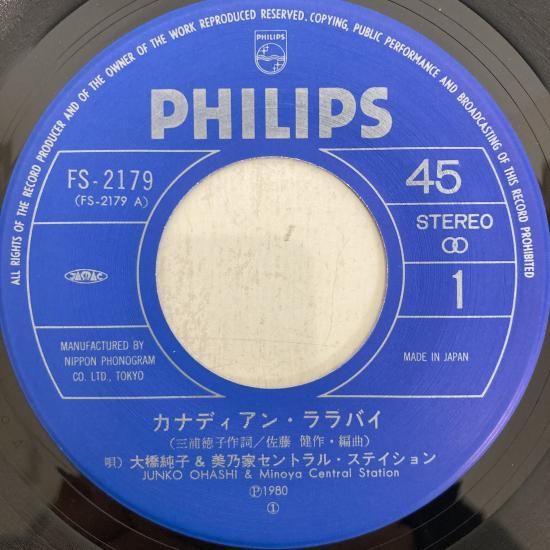 ALL RIGHTS OF THE RECORD PRODUCER AND OF THE OWNER OF THE WORK REPRODUCED RESERVED. COPYING, PUBLIC PERFORMANCE AND BROADCASTING OF THIS RECORD PROHIBITED
PHILIPS
PHILIPS
FS-2179
(FS-2179 A)
45
STEREO
1
JASRAC
MANUFACTURED BY
NIPPON PHONOGRAM
CO. LTD., TOKYO
MADE IN JAPAN
カナディアン・ララバイ
(三浦徳子作詞/佐藤 健作・編曲)
唄) 大橋純子 & 美乃家セントラル・ステイション
JUNKO OHASHI & Minoya Central Station
Ⓟ1980
①